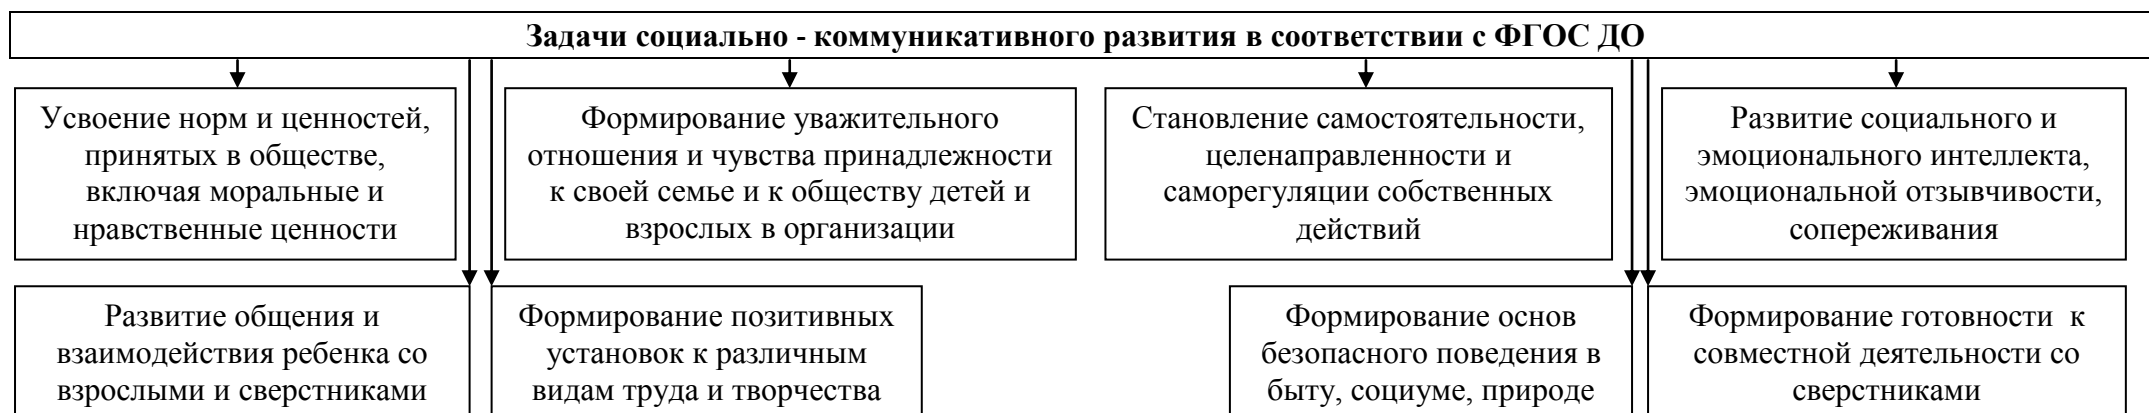 Задачи социально - коммуникативного развития в соответствии с ФГОС ДО
Усвоение норм и ценностей,
принятых в обществе,
включая моральные и
нравственные ценности
Формирование уважительного
отношения и чувства принадлежности
к своей семье и к обществу детей и
взрослых в организации
Становление самостоятельности,
целенаправленности и
саморегуляции собственных
действий
Развитие социального и
эмоционального интеллекта,
эмоциональной отзывчивости,
сопереживания
Развитие общения и
взаимодействия ребенка со
взрослыми и сверстниками
Формирование позитивных
установок к различным
видам труда и творчества
Формирование основ
безопасного поведения в
быту, социуме, природе
Формирование готовности к
совместной деятельности со
сверстниками